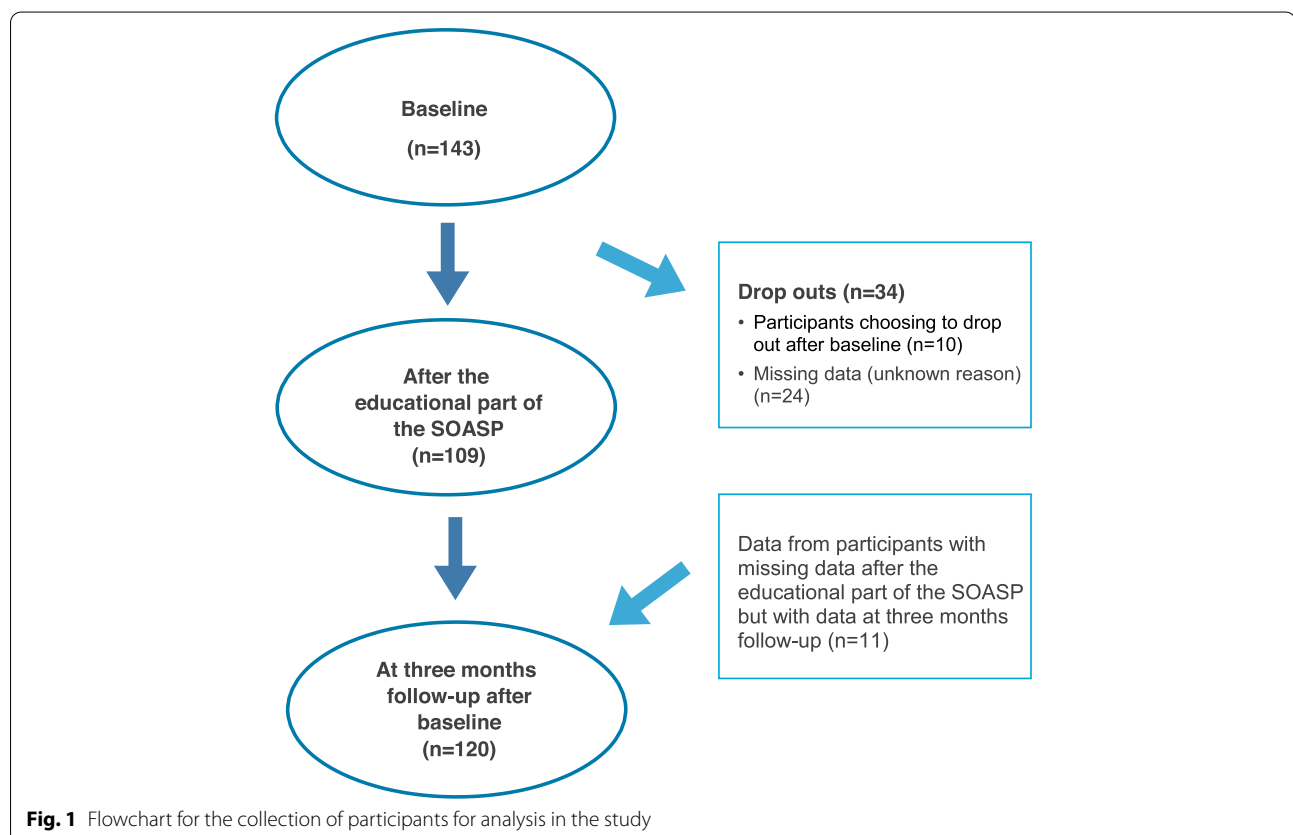 Baseline
(n=143)
Drop outs (n=34)
• Participants choosing to drop
out after baseline (n=10)
• Missing data (unknown reason)
(n=24)
After the
educational part of
the SOASP
(n=109)
Data from participants with
missing data after the
educational part of the SOASP
but with data at three months
follow-up (n=11)
At three months
follow-up after
baseline
(n=120)
Fig. 1 Flowchart for the collection of participants for analysis in the study